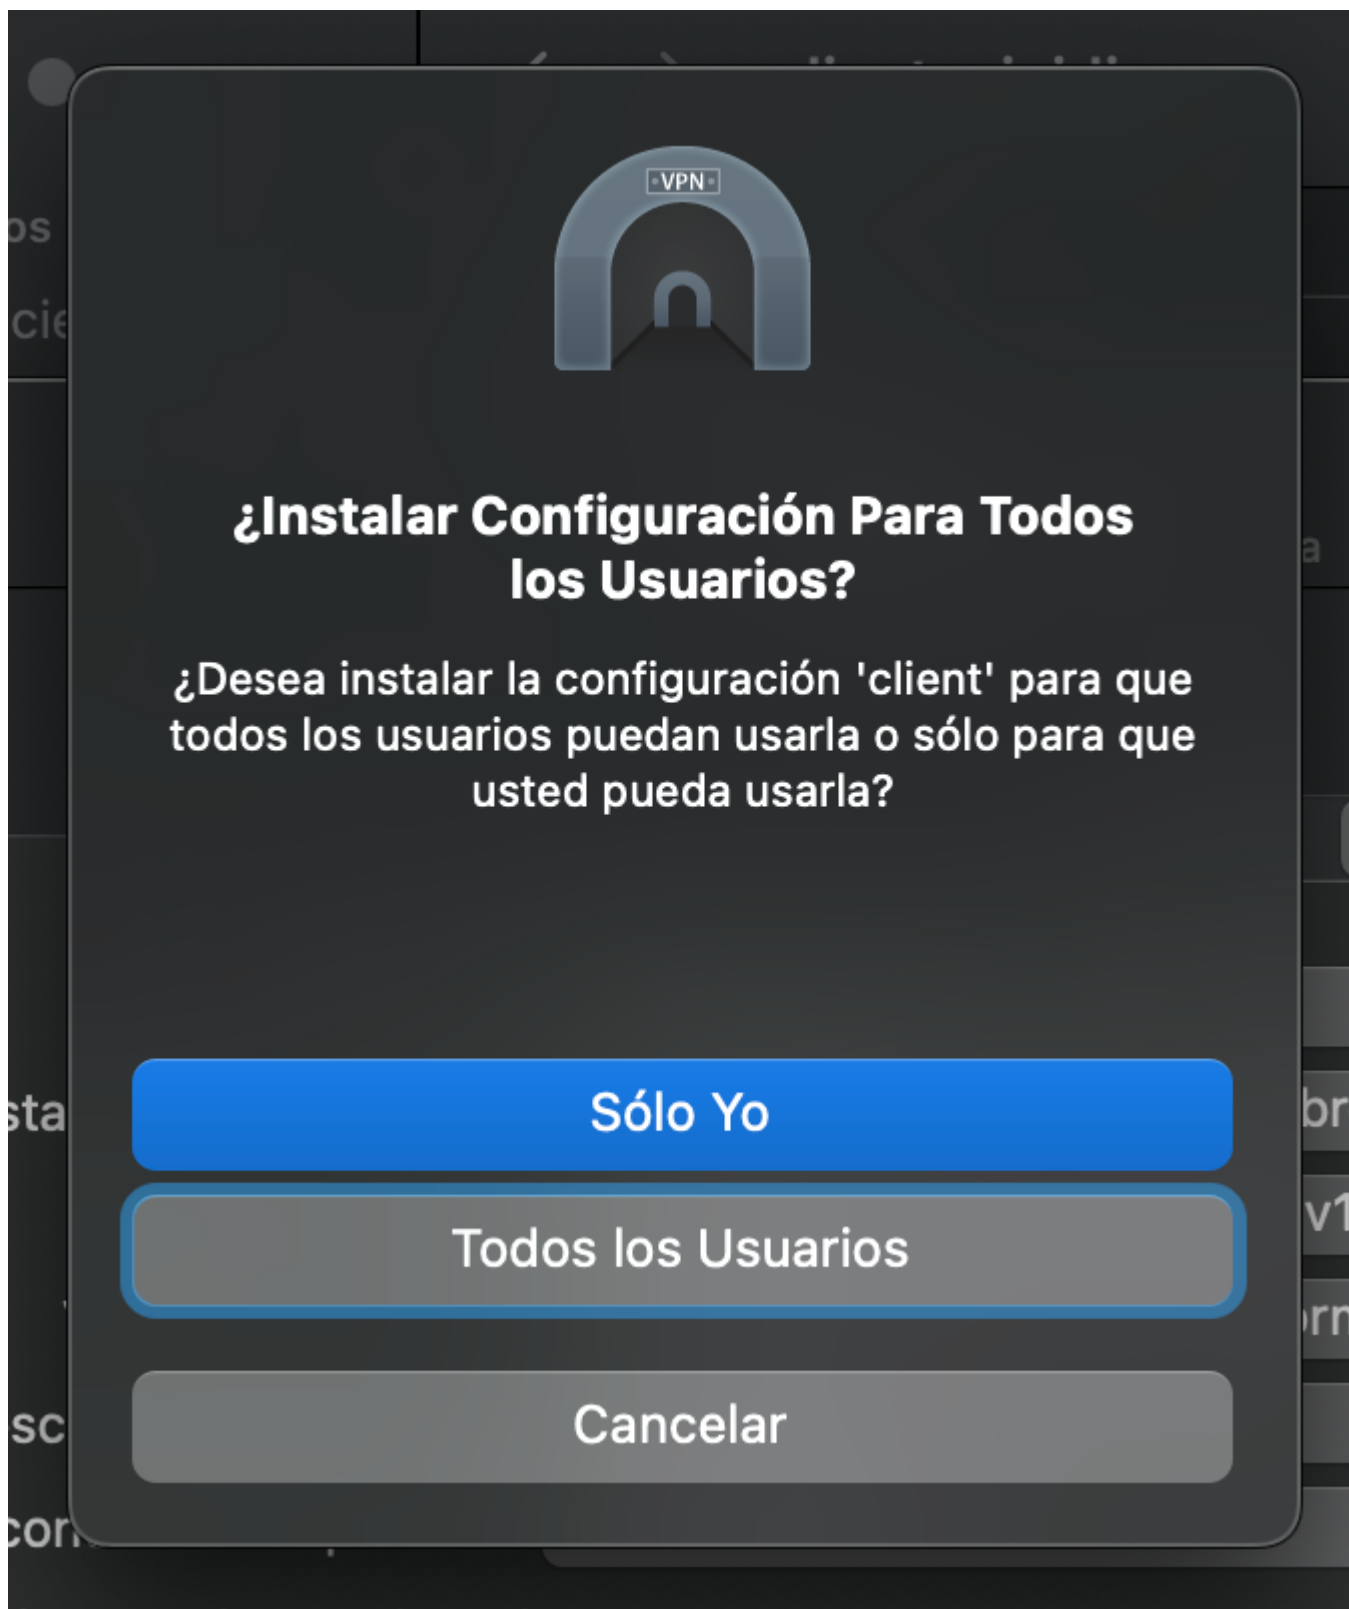 VPN
¿Instalar Configuración Para Todos
los Usuarios?
¿Desea instalar la configuración 'client' para que
todos los usuarios puedan usarla o sólo para que
usted pueda usarla?
Sólo Yo
Todos los Usuarios
Cancelar